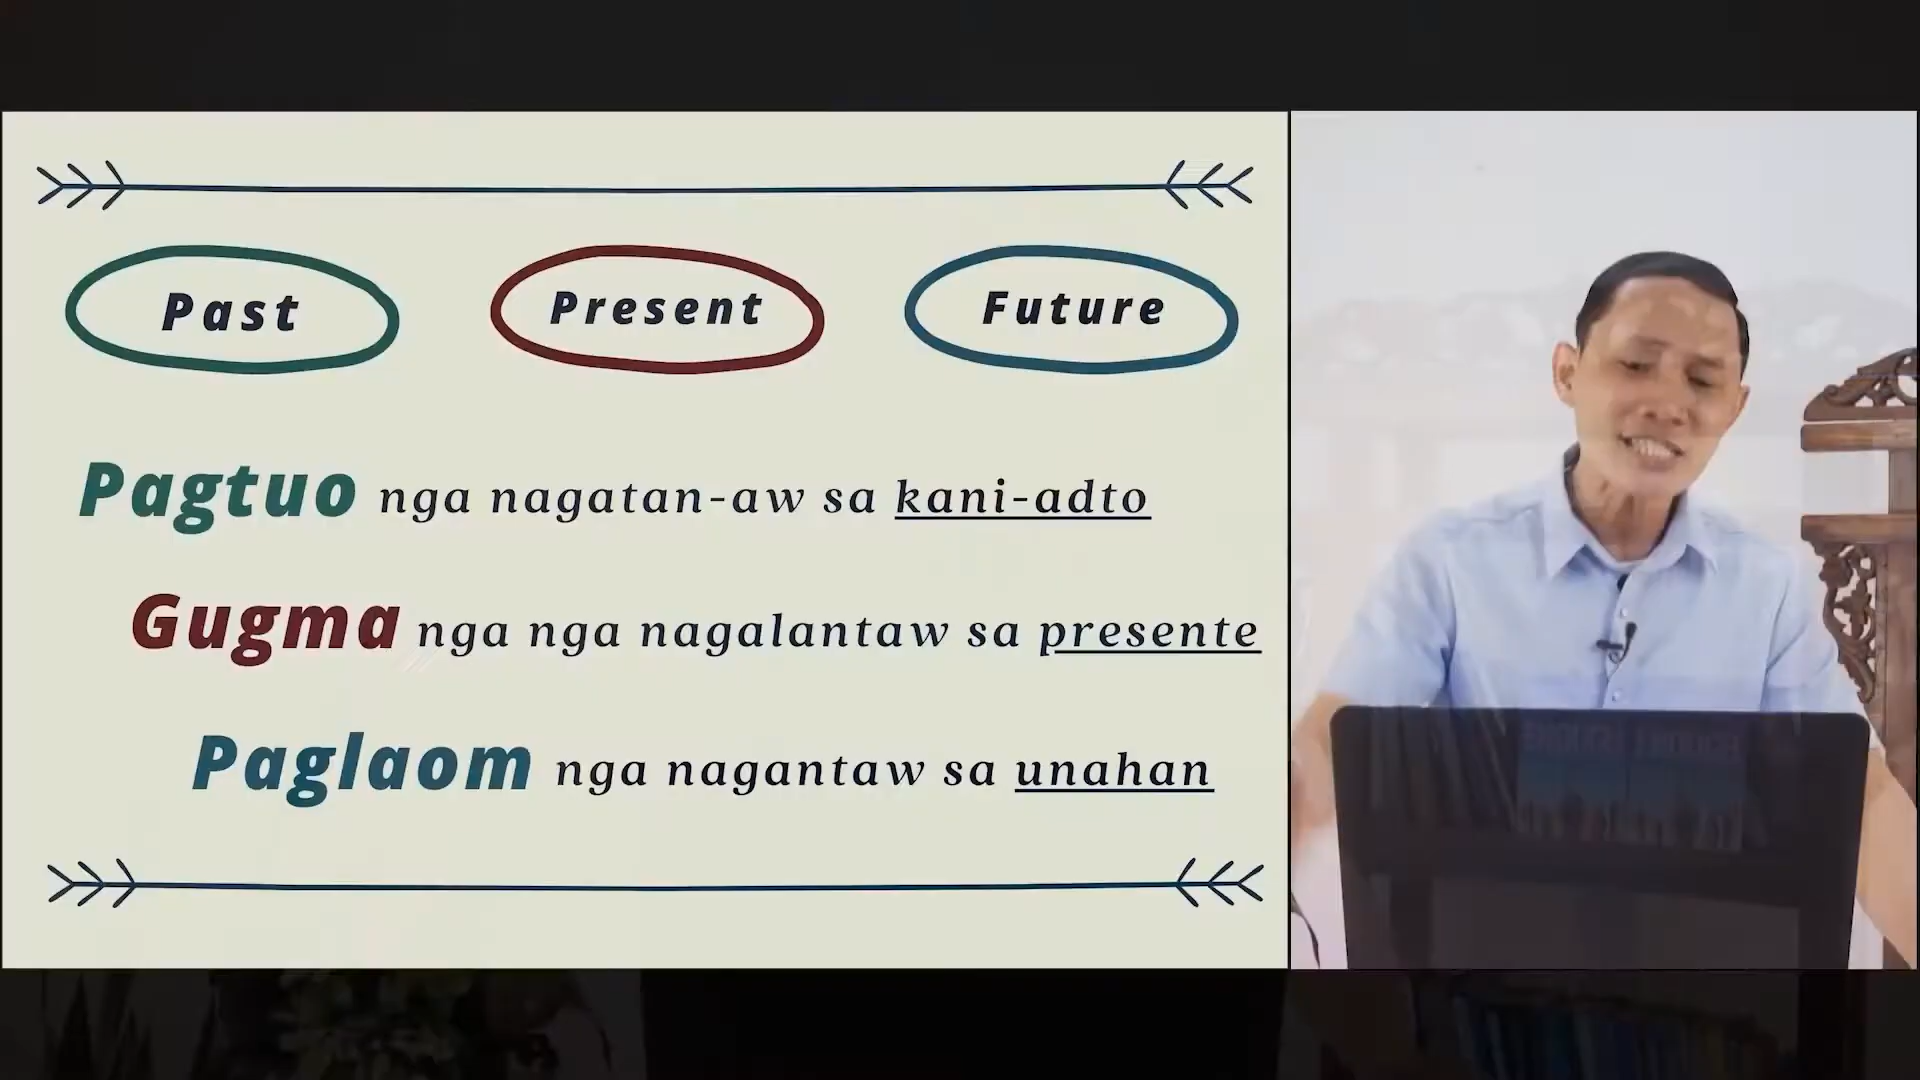 Past Present Future
Pagtuo nga nagatan-aw sa kani-adto
Gugma nga nga nagalantaw sa presente
Paglaom nga nagantaw sa unahan